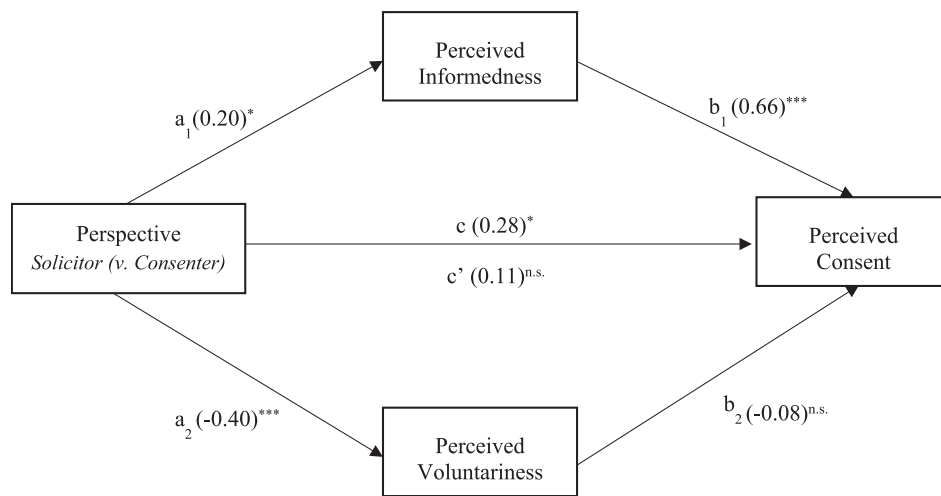 Perceived
Informedness
a₁(0.20)*
b₁(0.66)***
Perspective
Solicitor (v. Consenter)
c (0.28)*
c’ (0.11)n.s.
Perceived
Consent
a₂(-0.40)***
b₂(-0.08)n.s.
Perceived
Voluntariness